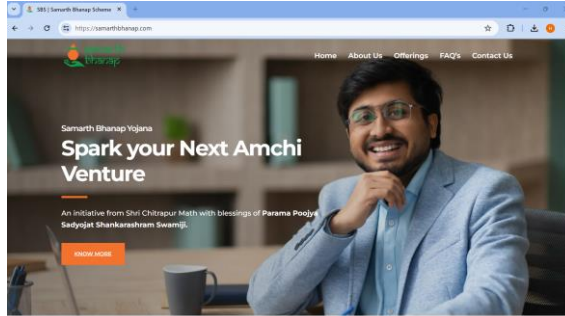 SBS | Samarth Bhanap Scheme
https://samarthbhanap.com
samarth
bhanap
Home About Us Offerings FAQ's Contact Us
Samarth Bhanap Yojana
Spark your Next Amchi
Venture
An initiative from Shri Chitrapur Math with blessings of Parama Poojya
Sadyojat Shankarashram Swamiji.
KNOW MORE